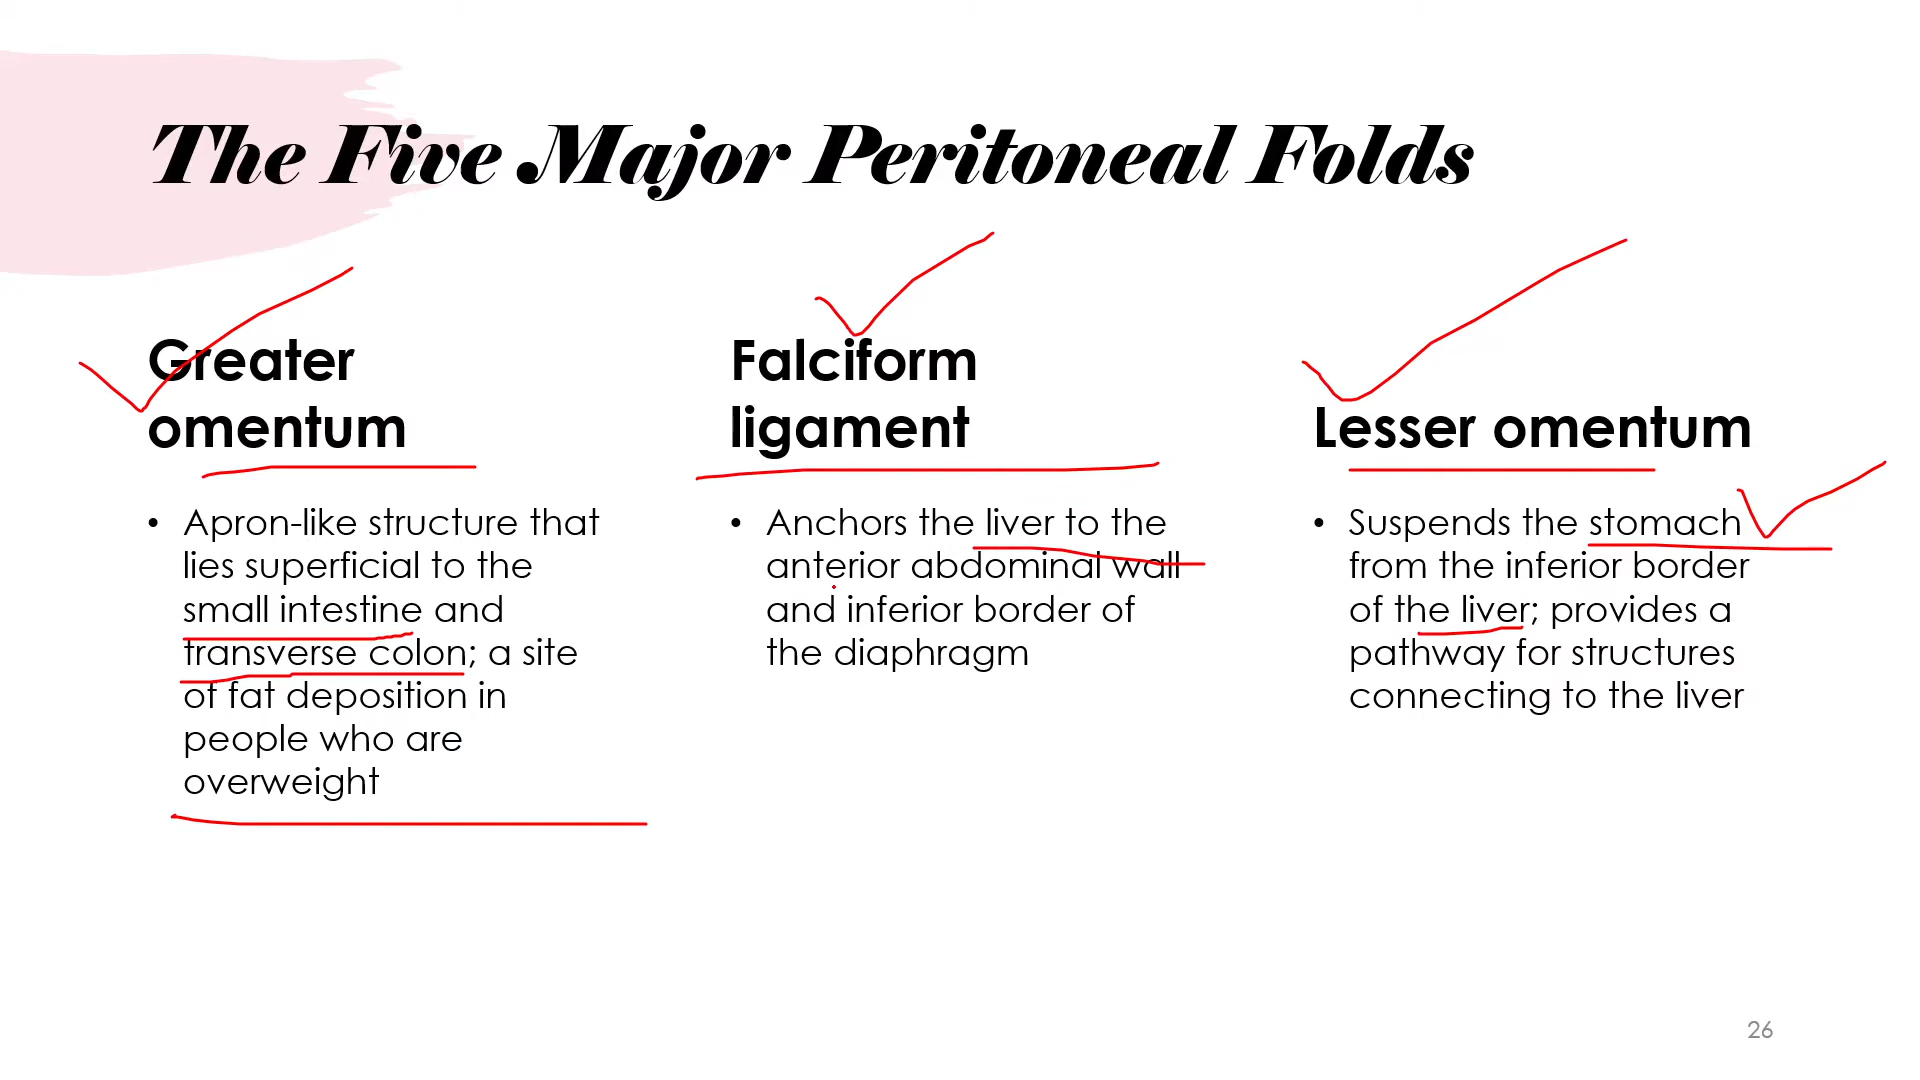 The Five Major Peritoneal Folds
Greater
omentum
• Apron-like structure that
lies superficial to the
small intestine and
transverse colon; a site
of fat deposition in
people who are
overweight
Falciform
ligament
• Anchors the liver to the
anterior abdominal wall
and inferior border of
the diaphragm
Lesser omentum
• Suspends the stomach
from the inferior border
of the liver; provides a
pathway for structures
connecting to the liver
26